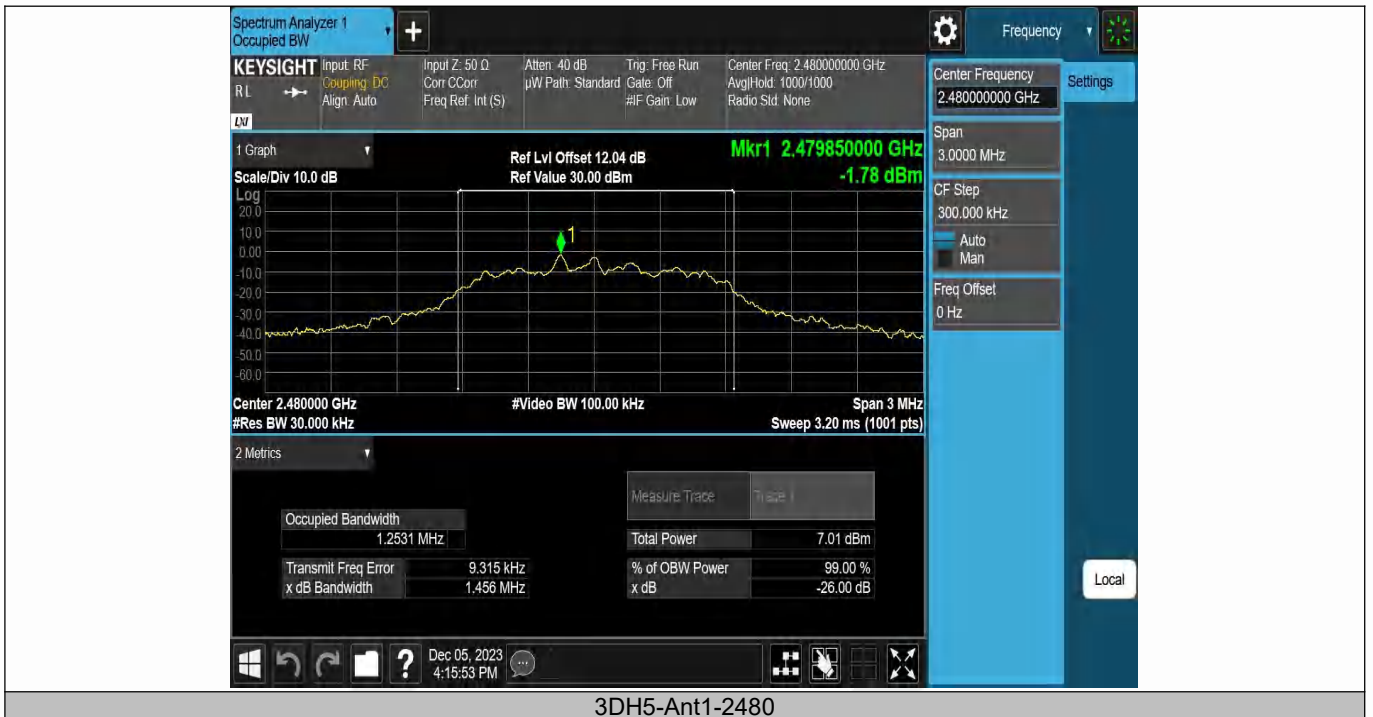 Spectrum Analyzer 1
Occupied BW
Frequency
KEYSIGHT
R L
LXI
Input: RF
Coupling: DC
Align: Auto
Input Z: 50 Ω
Corr CCorr
Freq Ref: Int (S)
Atten: 40 dB
µW Path: Standard
Trig: Free Run
Gate: Off
#IF Gain: Low
Center Freq: 2.480000000 GHz
Avg|Hold: 1000/1000
Radio Std: None
Center Frequency
2.480000000 GHz
Settings
Span
3.0000 MHz
CF Step
300.000 kHz
Auto
Man
Freq Offset
0 Hz
1 Graph
Scale/Div 10.0 dB
Ref Lvl Offset 12.04 dB
Ref Value 30.00 dBm
Mkr1 2.479850000 GHz
-1.78 dBm
Log
20.0
10.0
0.00
-10.0
-20.0
-30.0
-40.0
-50.0
-60.0
1
Center 2.480000 GHz
#Video BW 100.00 kHz
Span 3 MHz
#Res BW 30.000 kHz
Sweep 3.20 ms (1001 pts)
2 Metrics
Measure Trace
Trace 1
Occupied Bandwidth
1.2531 MHz
Total Power
7.01 dBm
Transmit Freq Error
9.315 kHz
% of OBW Power
99.00 %
x dB Bandwidth
1.456 MHz
x dB
-26.00 dB
Local
?
Dec 05, 2023
4:15:53 PM
3DH5-Ant1-2480